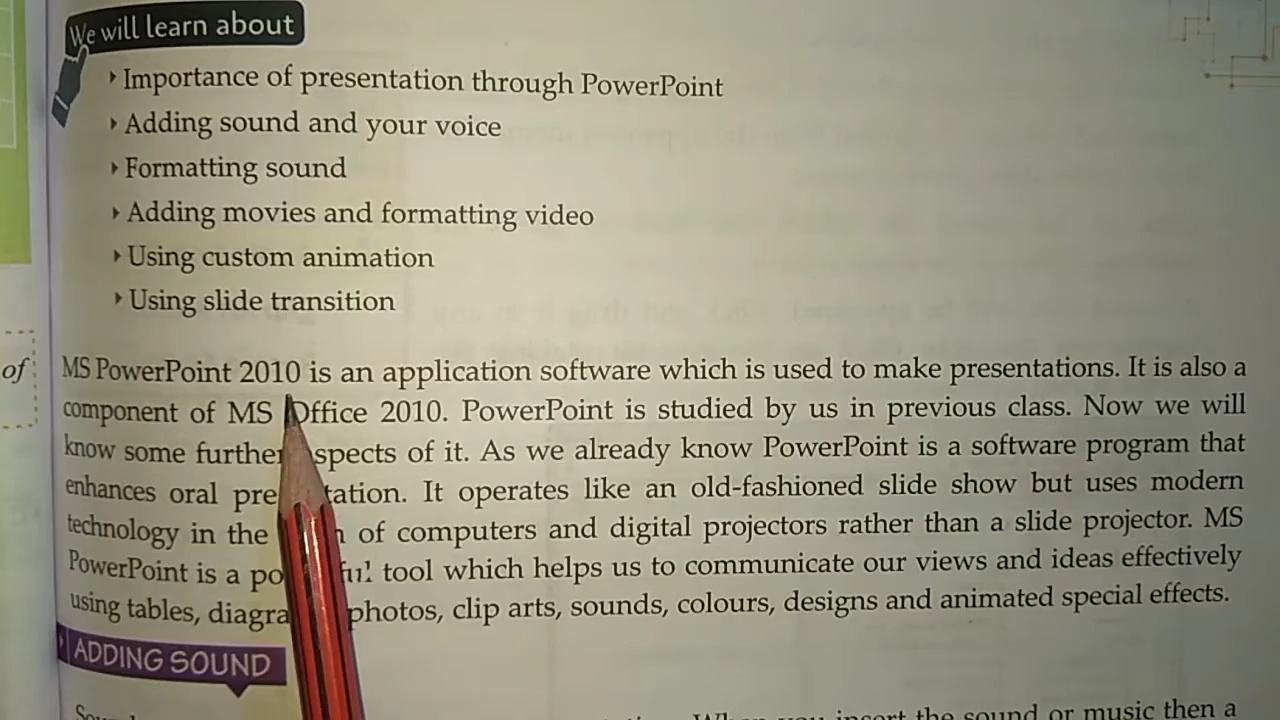 We will learn about
Importance of presentation through PowerPoint
Adding sound and your voice
Formatting sound
Adding movies and formatting video
Using custom animation
Using slide transition
of
MS PowerPoint 2010 is an application software which is used to make presentations. It is also a
component of MS Office 2010. PowerPoint is studied by us in previous class. Now we will
know some further spects of it. As we already know PowerPoint is a software program that
enhances oral pre tation. It operates like an old-fashioned slide show but uses modern
technology in the of computers and digital projectors rather than a slide projector. MS
PowerPoint is a po ful tool which helps us to communicate our views and ideas effectively
using tables, diagra photos, clip arts, sounds, colours, designs and animated special effects.
ADDING SOUND
insert the sound or music then a